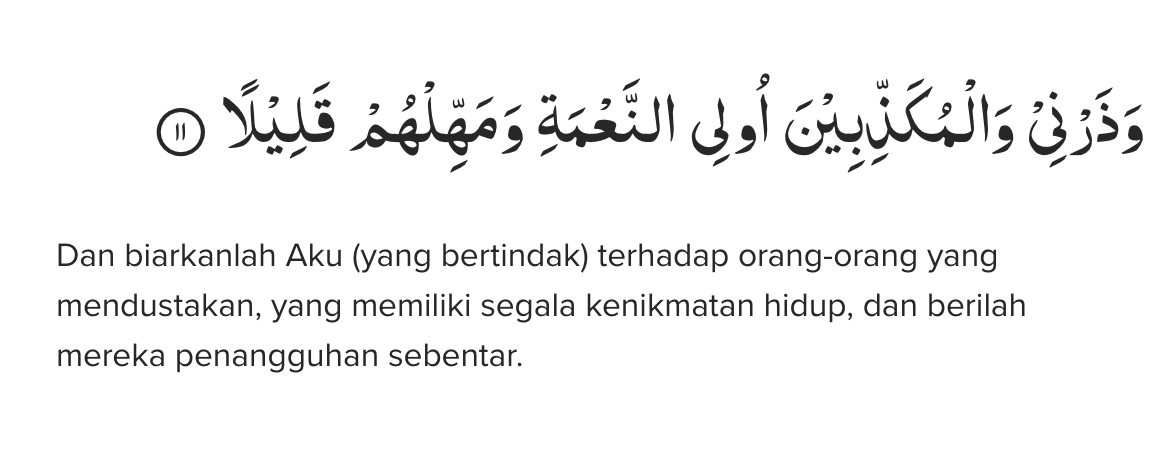 وَذَرْنِيْ وَالْمُكَذِّبِيْنَ اُولِى النَّعْمَةِ وَمَهِّلْهُمْ قَلِيْلًا ١١
Dan biarkanlah Aku (yang bertindak) terhadap orang-orang yang
mendustakan, yang memiliki segala kenikmatan hidup, dan berilah
mereka penangguhan sebentar.